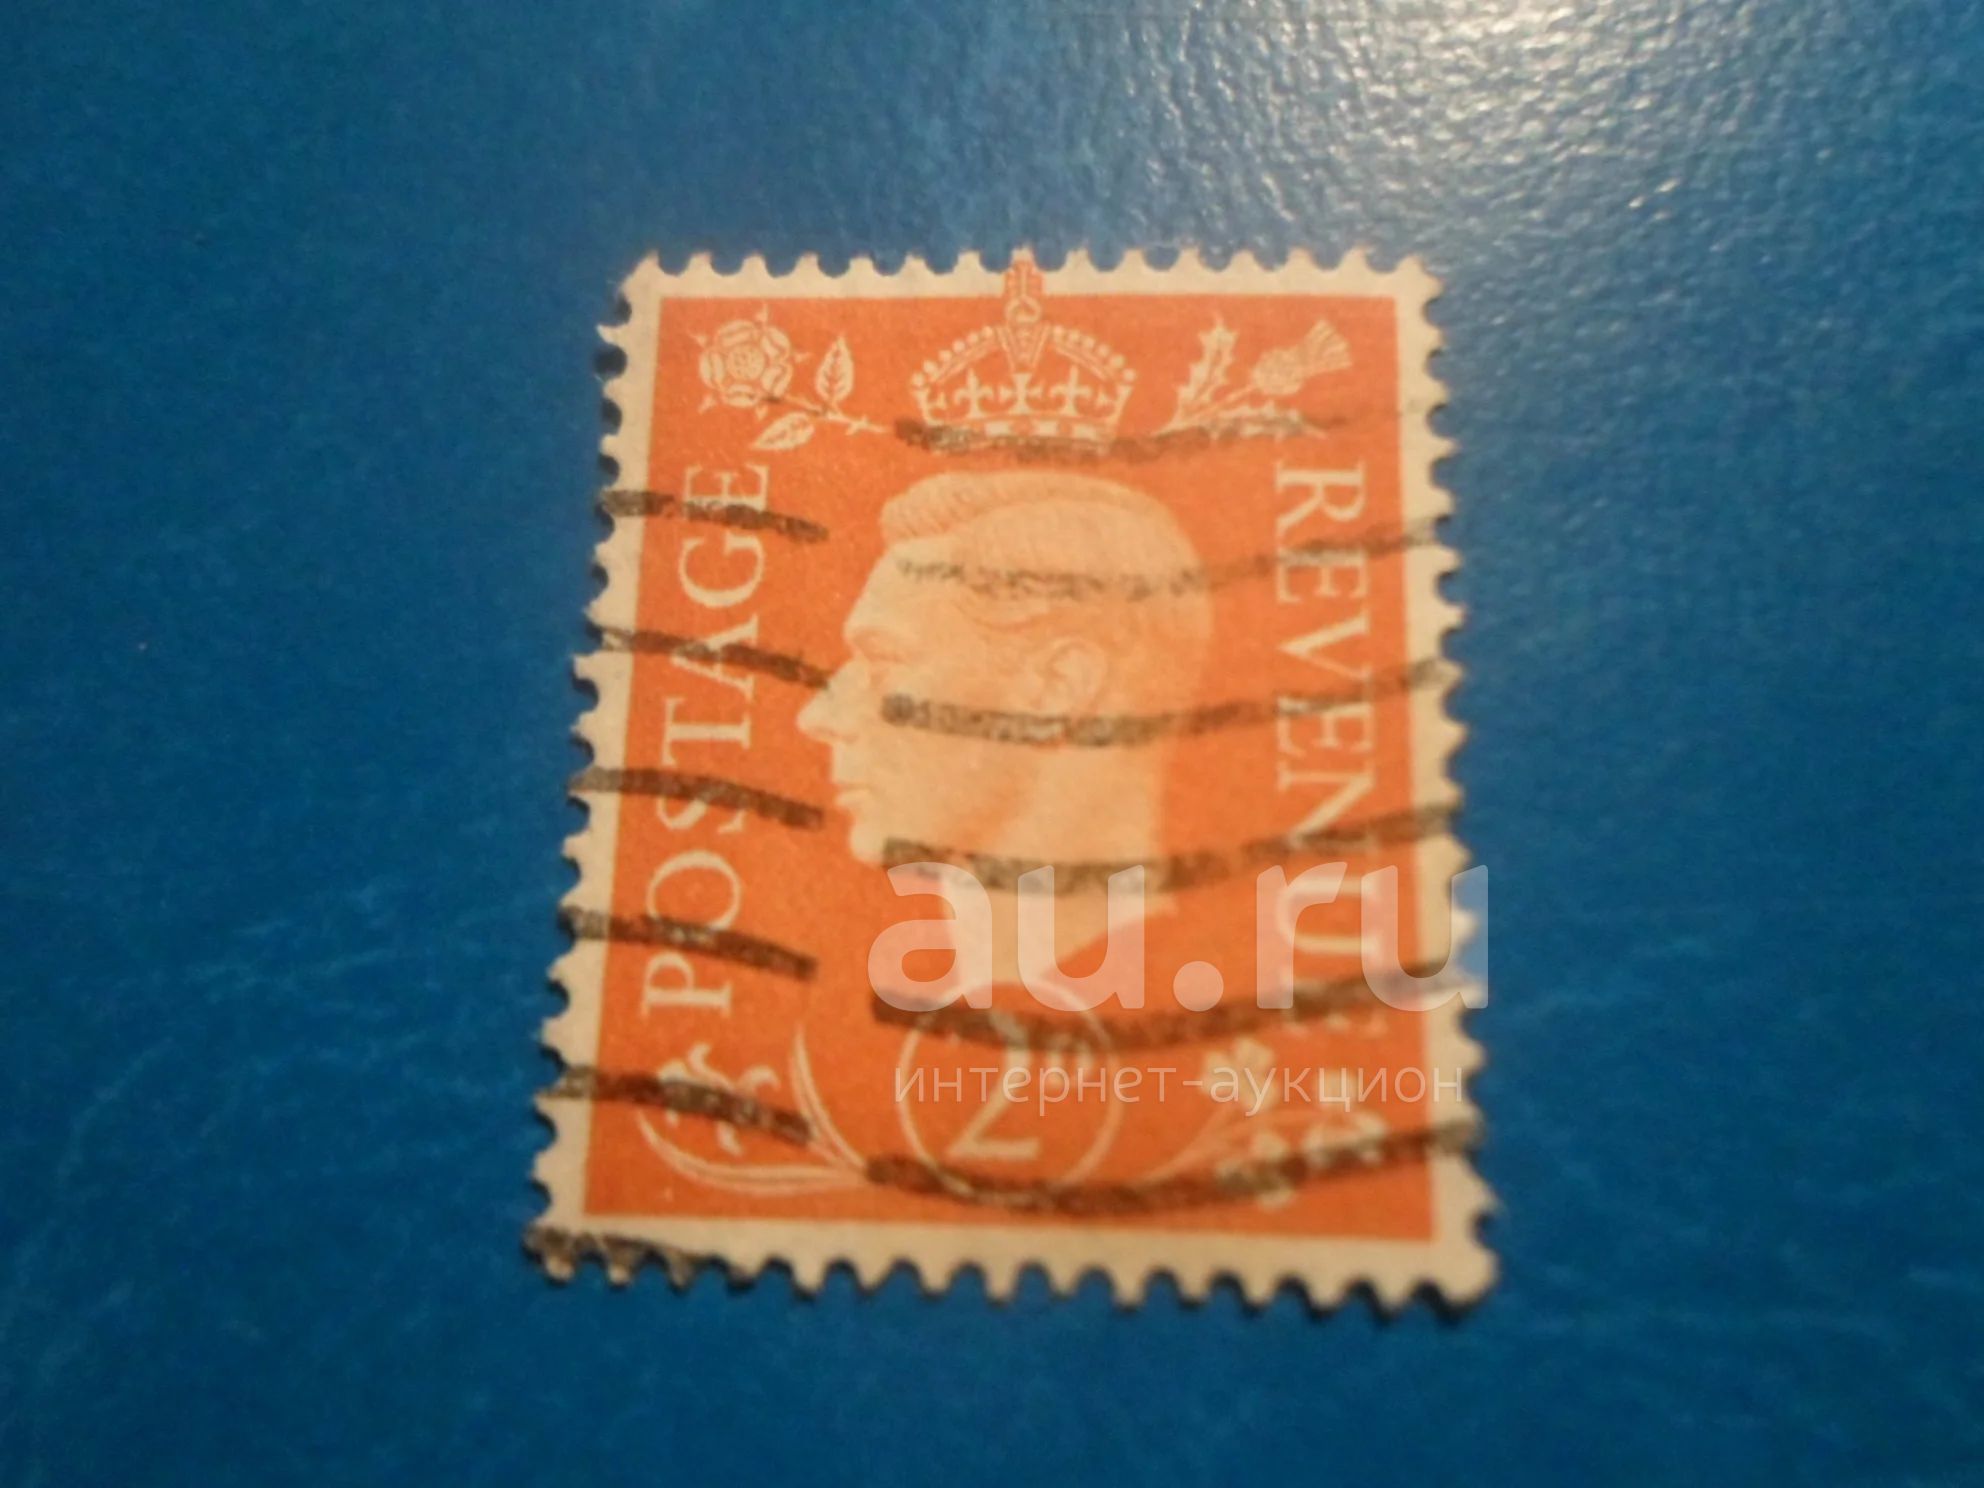 POSTAGE
REVENUE
2D
au.ru
интернет-аукцион